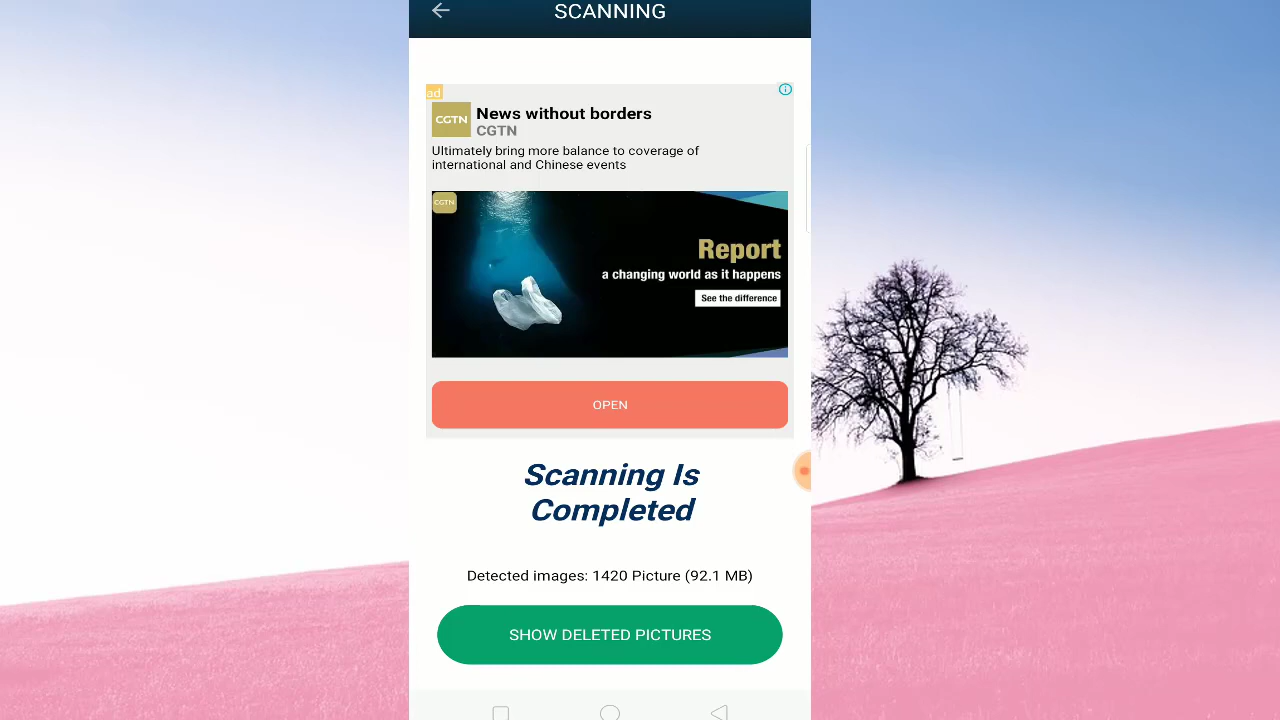 SCANNING
ad
CGTN
News without borders
CGTN
Ultimately bring more balance to coverage of
international and Chinese events
CGTN
Report
a changing world as it happens
See the difference
OPEN
Scanning Is
Completed
Detected images: 1420 Picture (92.1 MB)
SHOW DELETED PICTURES